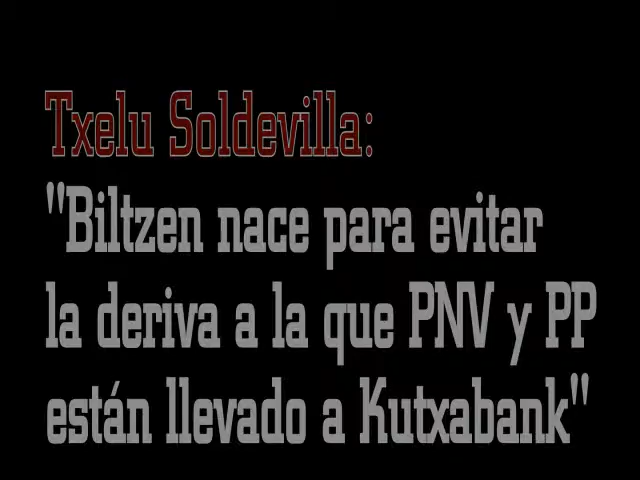 Txelu Soldevilla:
"Biltzen nace para evitar
la deriva a la que PNV y PP
están llevado a Kutxabank"